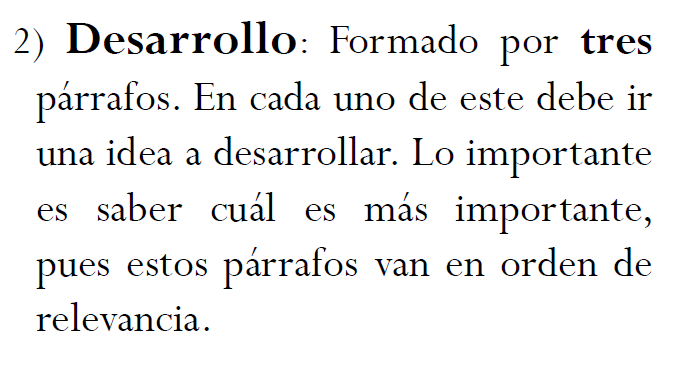 2) Desarrollo: Formado por tres
párrafos. En cada uno de este debe ir
una idea a desarrollar. Lo importante
es saber cuál es más importante,
pues estos párrafos van en orden de
relevancia.